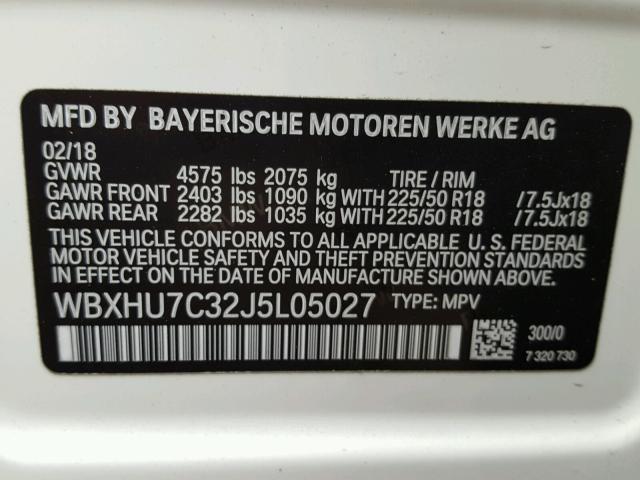 MFD BY BAYERISCHE MOTOREN WERKE AG
02/18
GVWR 4575 lbs 2075 kg TIRE / RIM
GAWR FRONT 2403 lbs 1090 kg WITH 225/50 R18 /7.5Jx18
GAWR REAR 2282 lbs 1035 kg WITH 225/50 R18 /7.5Jx18
THIS VEHICLE CONFORMS TO ALL APPLICABLE U. S. FEDERAL
MOTOR VEHICLE SAFETY AND THEFT PREVENTION STANDARDS
IN EFFECT ON THE DATE OF MANUFACTURE SHOWN ABOVE.
WBXHU7C32J5L05027 TYPE: MPV
300/0
7 320 730